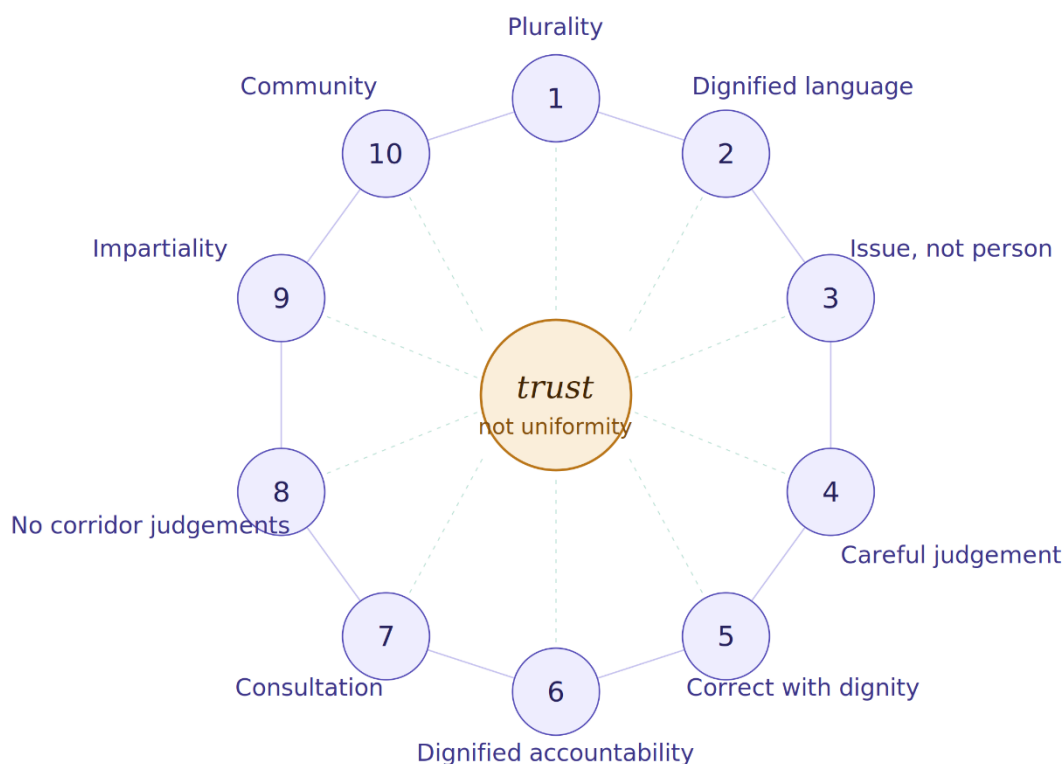 Plurality
1
Dignified language
2
Issue, not person
3
4
Careful judgement
5
Correct with dignity
6
Dignified accountability
7
Consultation
8
No corridor judgements
9
Impartiality
10
Community
trust
not uniformity